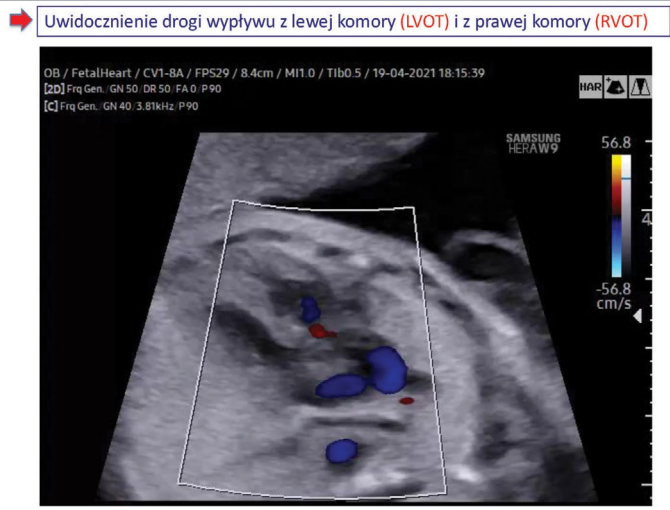 Uwidocznienie drogi wypływu z lewej komory (LVOT) i z prawej komory (RVOT)
OB / FetalHeart / CV1-8A / FPS29 / 8.4cm / MI1.0 / TIb0.5 / 19-04-2021 18:15:39
[2D] Frq Gen./GN 50/DR 50/FA 0/P 90
[C] Frq Gen./GN 40/3.81kHz/P 90
HAR
SAMSUNG
HERA W9
56.8
4
-56.8
cm/s